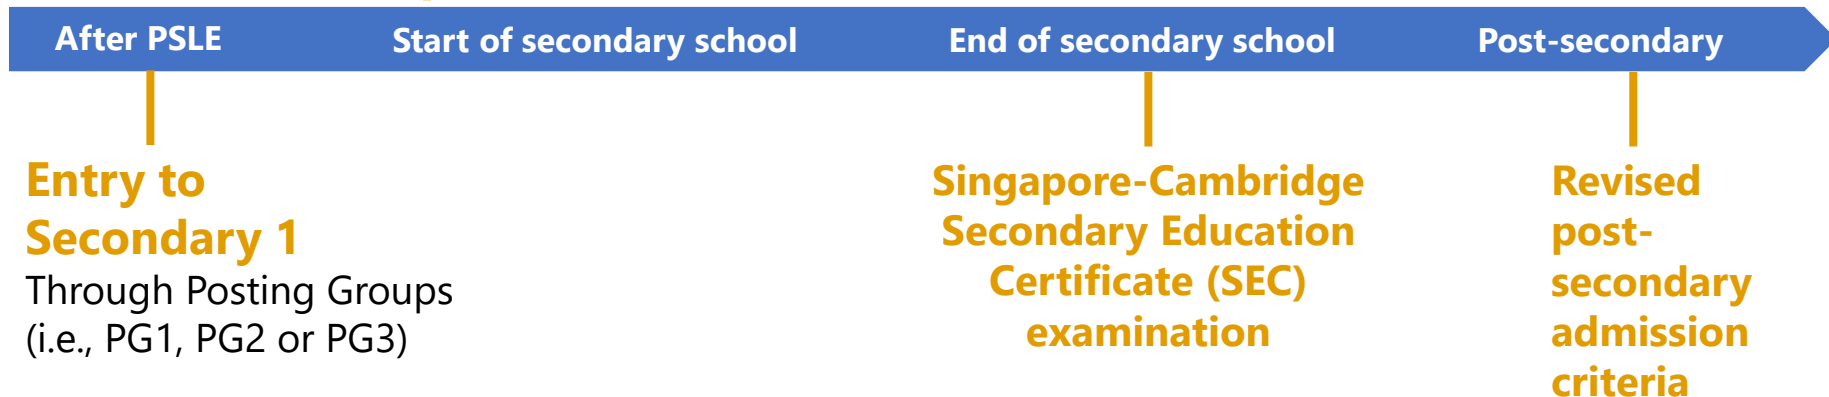 After PSLE
Start of secondary school
End of secondary school
Post-secondary
Entry to
Secondary 1
Through Posting Groups
(i.e., PG1, PG2 or PG3)
Singapore-Cambridge
Secondary Education
Certificate (SEC)
examination
Revised
post-
secondary
admission
criteria